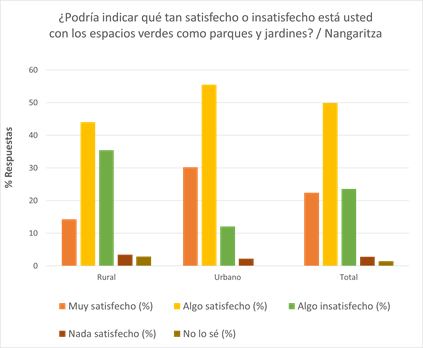 ¿Podría indicar qué tan satisfecho o insatisfecho está usted
con los espacios verdes como parques y jardines? / Nangaritza
60
50
40
30
20
10
0
% Respuestas
Rural Urbano Total
Muy satisfecho (%) Algo satisfecho (%) Algo insatisfecho (%)
Nada satisfecho (%) No lo sé (%)